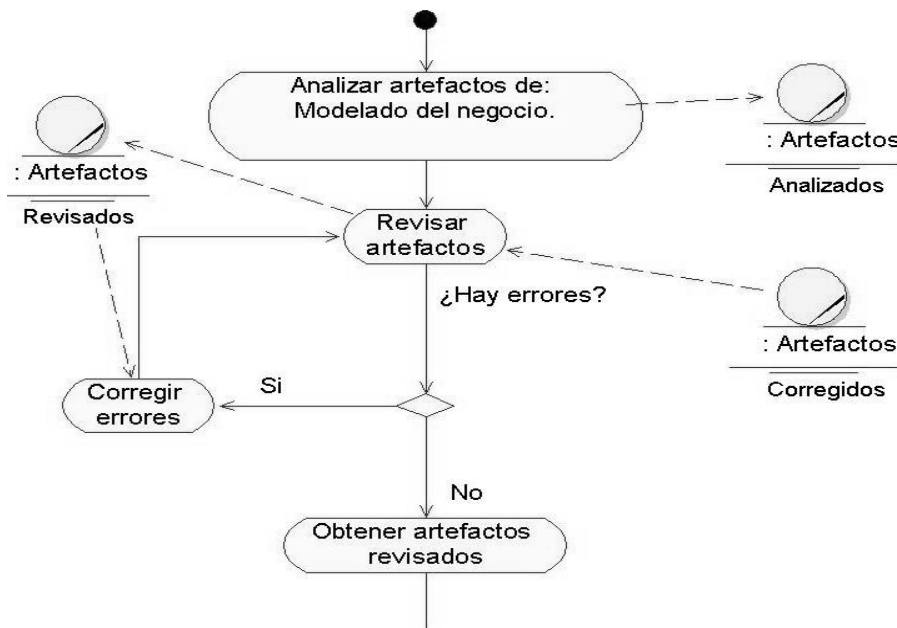 Analizar artefactos de:
Modelado del negocio.
: Artefactos
Analizados
: Artefactos
Revisados
Revisar
artefactos
¿Hay errores?
: Artefactos
Corregidos
Corregir
errores
Si
No
Obtener artefactos
revisados